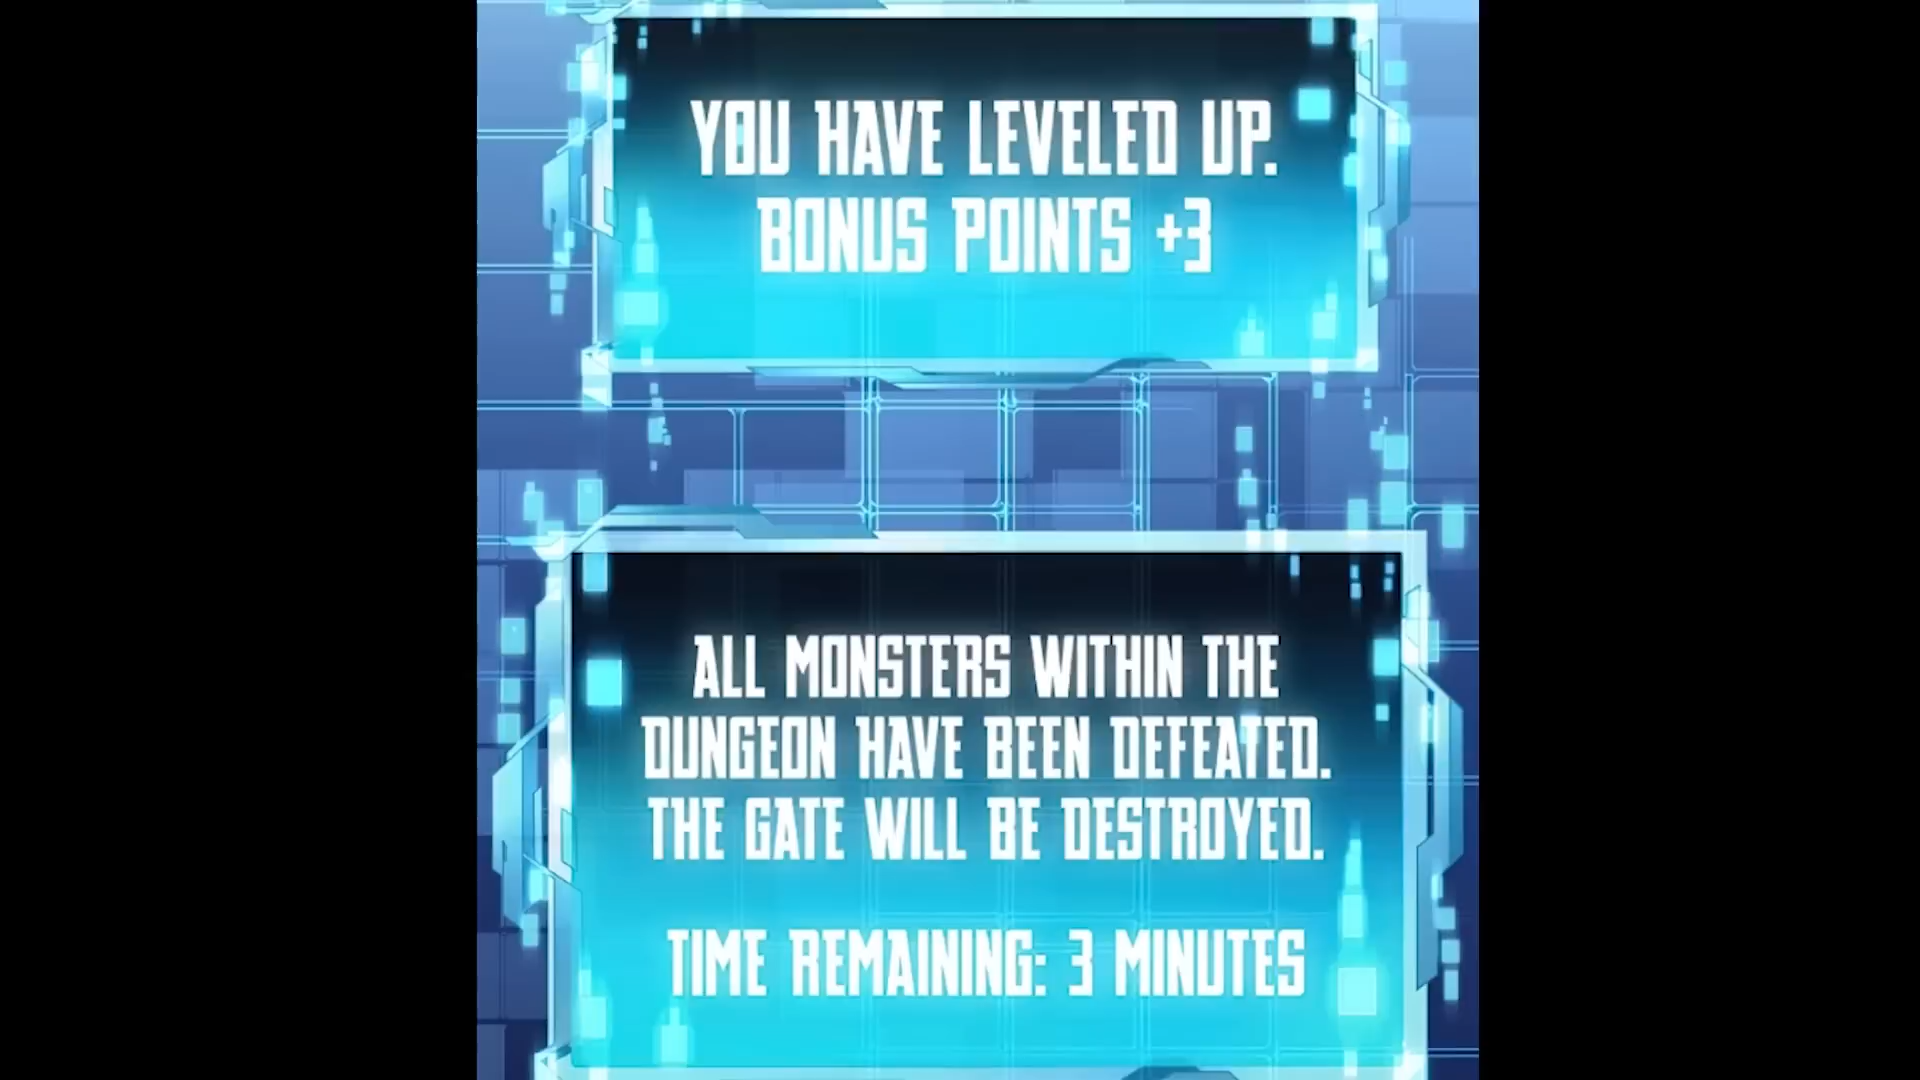 YOU HAVE LEVELED UP.
BONUS POINTS +3
ALL MONSTERS WITHIN THE
DUNGEON HAVE BEEN DEFEATED.
THE GATE WILL BE DESTROYED.
TIME REMAINING: 3 MINUTES